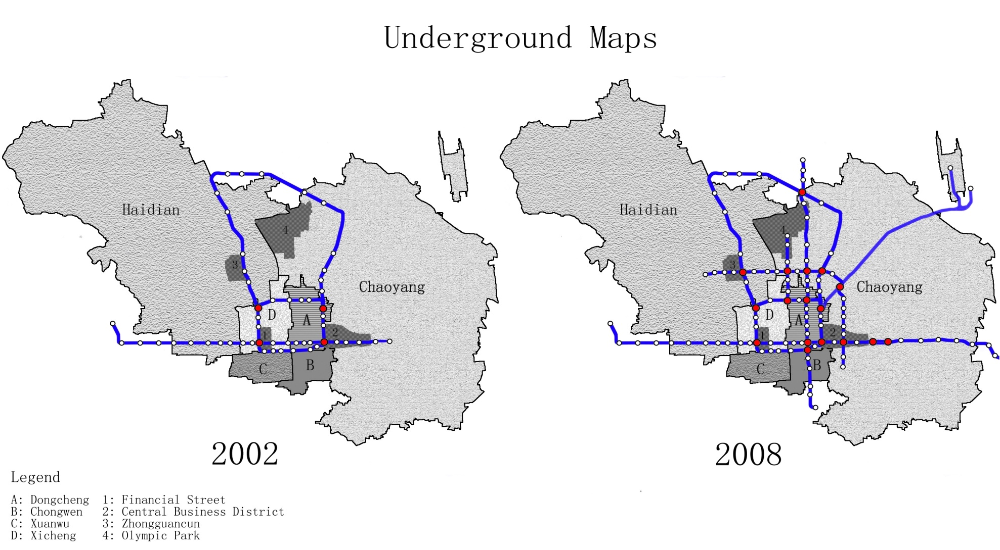 Underground Maps
Haidian
4
3
Chaoyang
D
A
1
2
C
B
2002
Haidian
4
3
Chaoyang
D
A
1
2
C
B
2008
Legend
A: Dongcheng 1: Financial Street
B: Chongwen 2: Central Business District
C: Xuanwu 3: Zhongguancun
D: Xicheng 4: Olympic Park